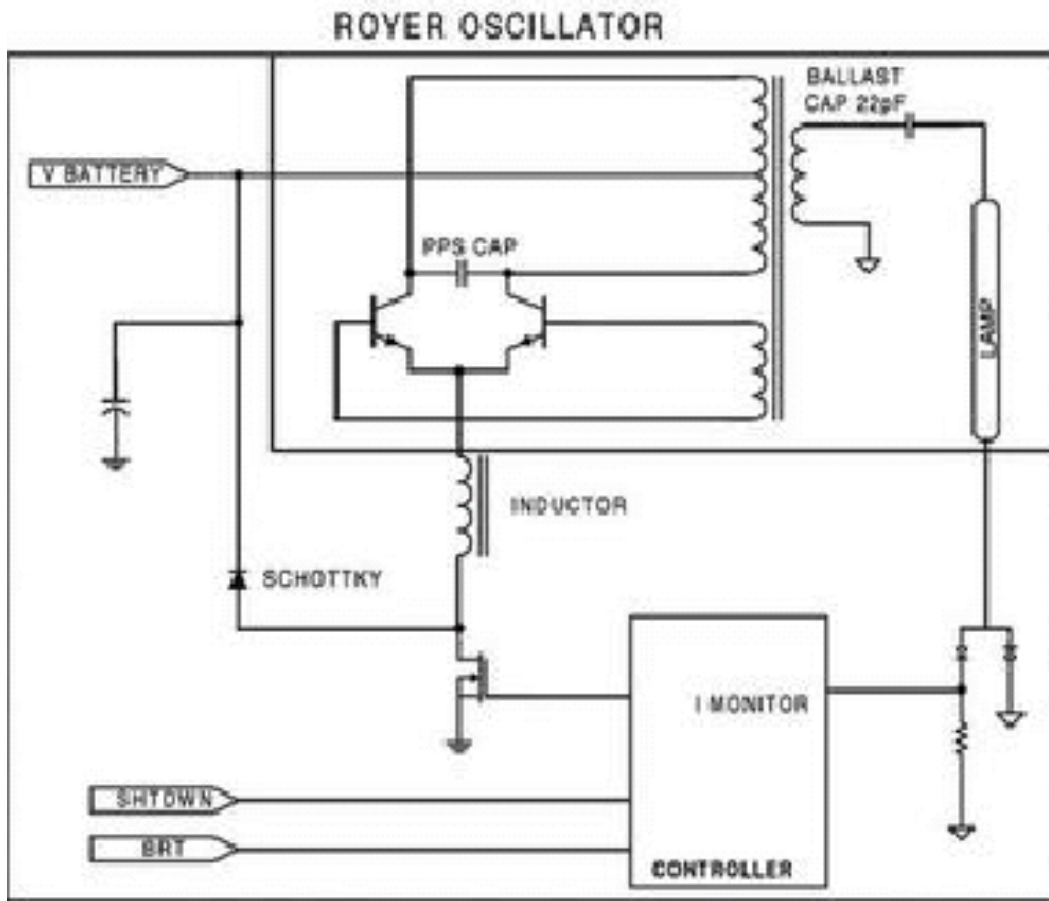 ROYER OSCILLATOR
BALLAST
CAP 22pF
V BATTERY
PPS CAP
LAMP
INDUCTOR
SCHOTTKY
I MONITOR
SHTDWN
BRT
CONTROLLER